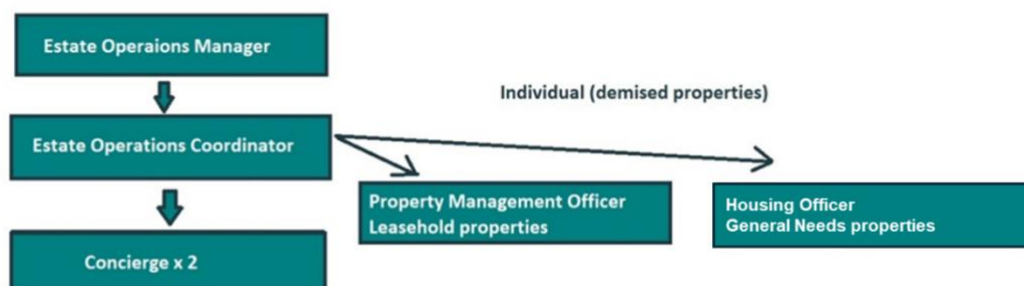 Estate Operaions Manager
Individual (demised properties)
Estate Operations Coordinator
Property Management Officer
Leasehold properties
Housing Officer
General Needs properties
Concierge x 2